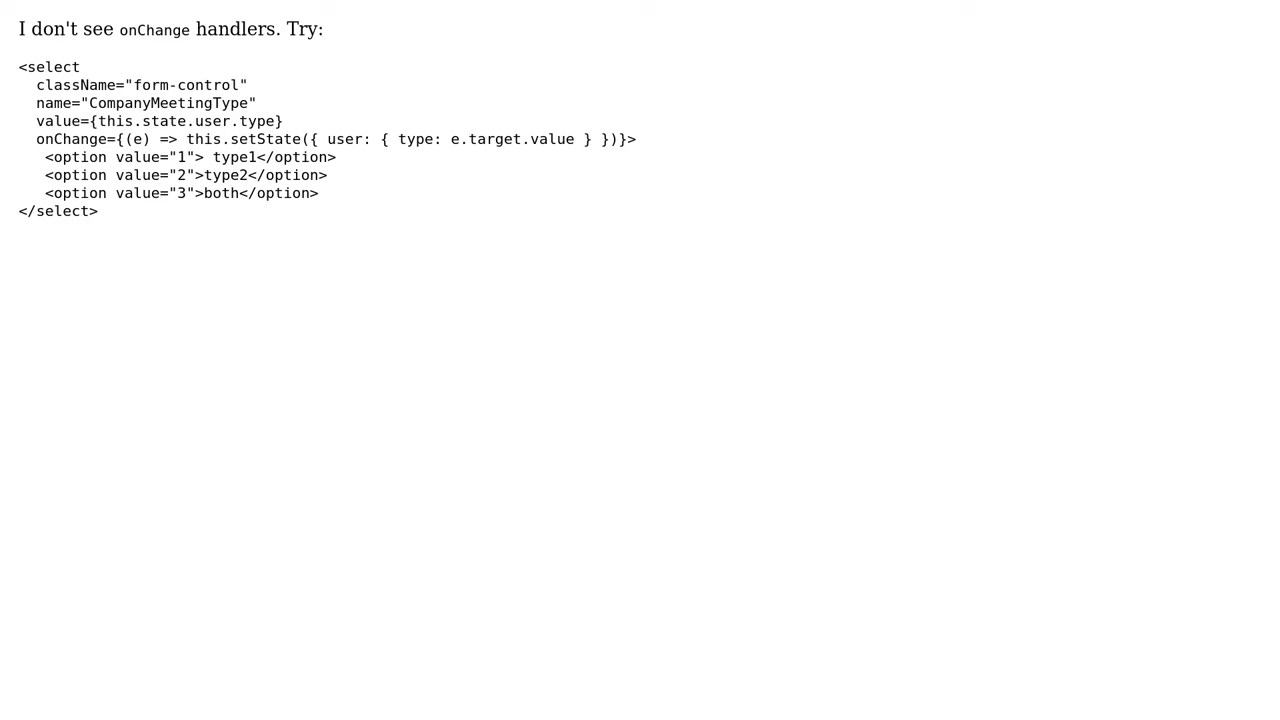 I don't see onChange handlers. Try:
<select
  className="form-control"
  name="CompanyMeetingType"
  value={this.state.user.type}
  onChange={(e) => this.setState({ user: { type: e.target.value } })}>
   <option value="1"> type1</option>
   <option value="2">type2</option>
   <option value="3">both</option>
</select>